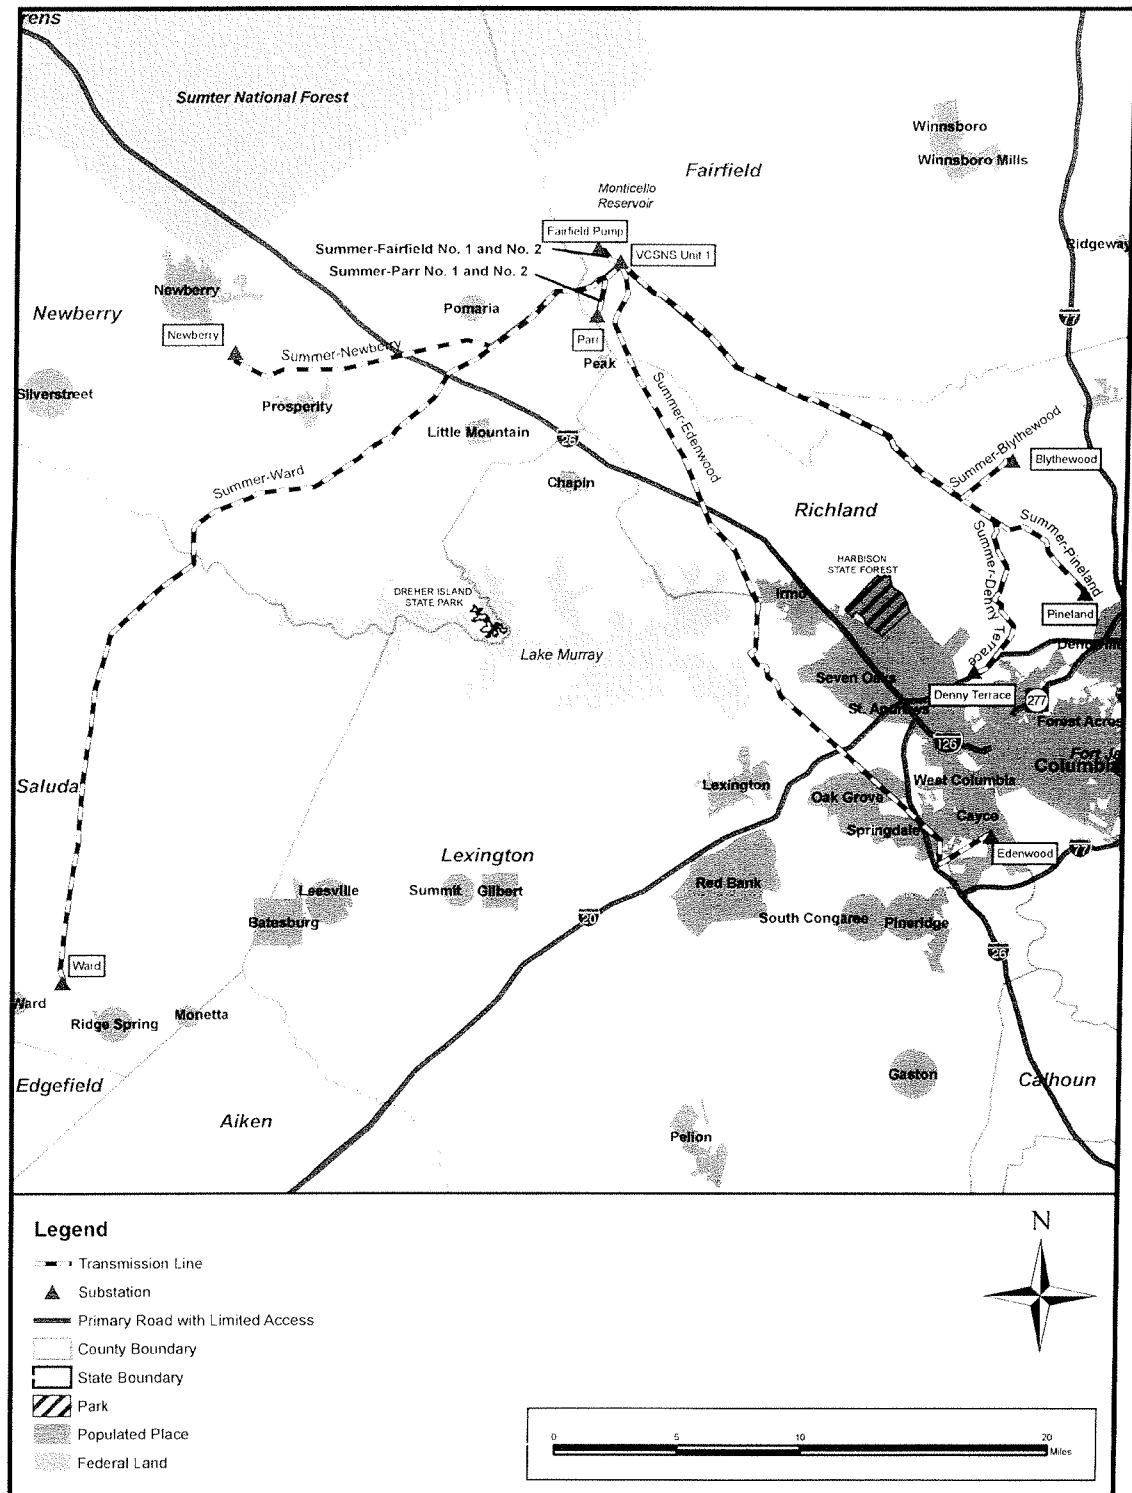 rens
Sumter National Forest
Winnsboro
Winnsboro Mills
Fairfield
Monticello
Reservoir
Fairfield Pump
Ridgeway
Summer-Fairfield No. 1 and No. 2
VCSNS Unit 1
Summer-Parr No. 1 and No. 2
Newberry
Pomaria
Newberry
77
Newberry
Parr
Summer-Newberry
Peak
Silverstreet
Prosperity
Summer-Edenwood
Little Mountain
26
Summer-Blythewood
Blythewood
Summer-Ward
Chapin
Richland
Summer-Pineland
Summer-Denny Terrace
HARBISON
STATE FOREST
DREHER ISLAND
STATE PARK
Irmo
Pineland
Lake Murray
Seven Oaks
Denny Terrace
277
St. Andrews
Forest Acres
126
Columbia
Saluda
Lexington
West Columbia
Oak Grove
Cayce
Springdale
77
Edenwood
Lexington
Leesville
Summit
Gilbert
Red Bank
Batesburg
20
South Congaree
Pineridge
26
Ward
Ward
Ridge Spring
Monetta
Edgefield
Gaston
Calhoun
Aiken
Pelion
Legend
Transmission Line
Substation
Primary Road with Limited Access
County Boundary
State Boundary
Park
Populated Place
Federal Land
N
0 5 10 20
Miles